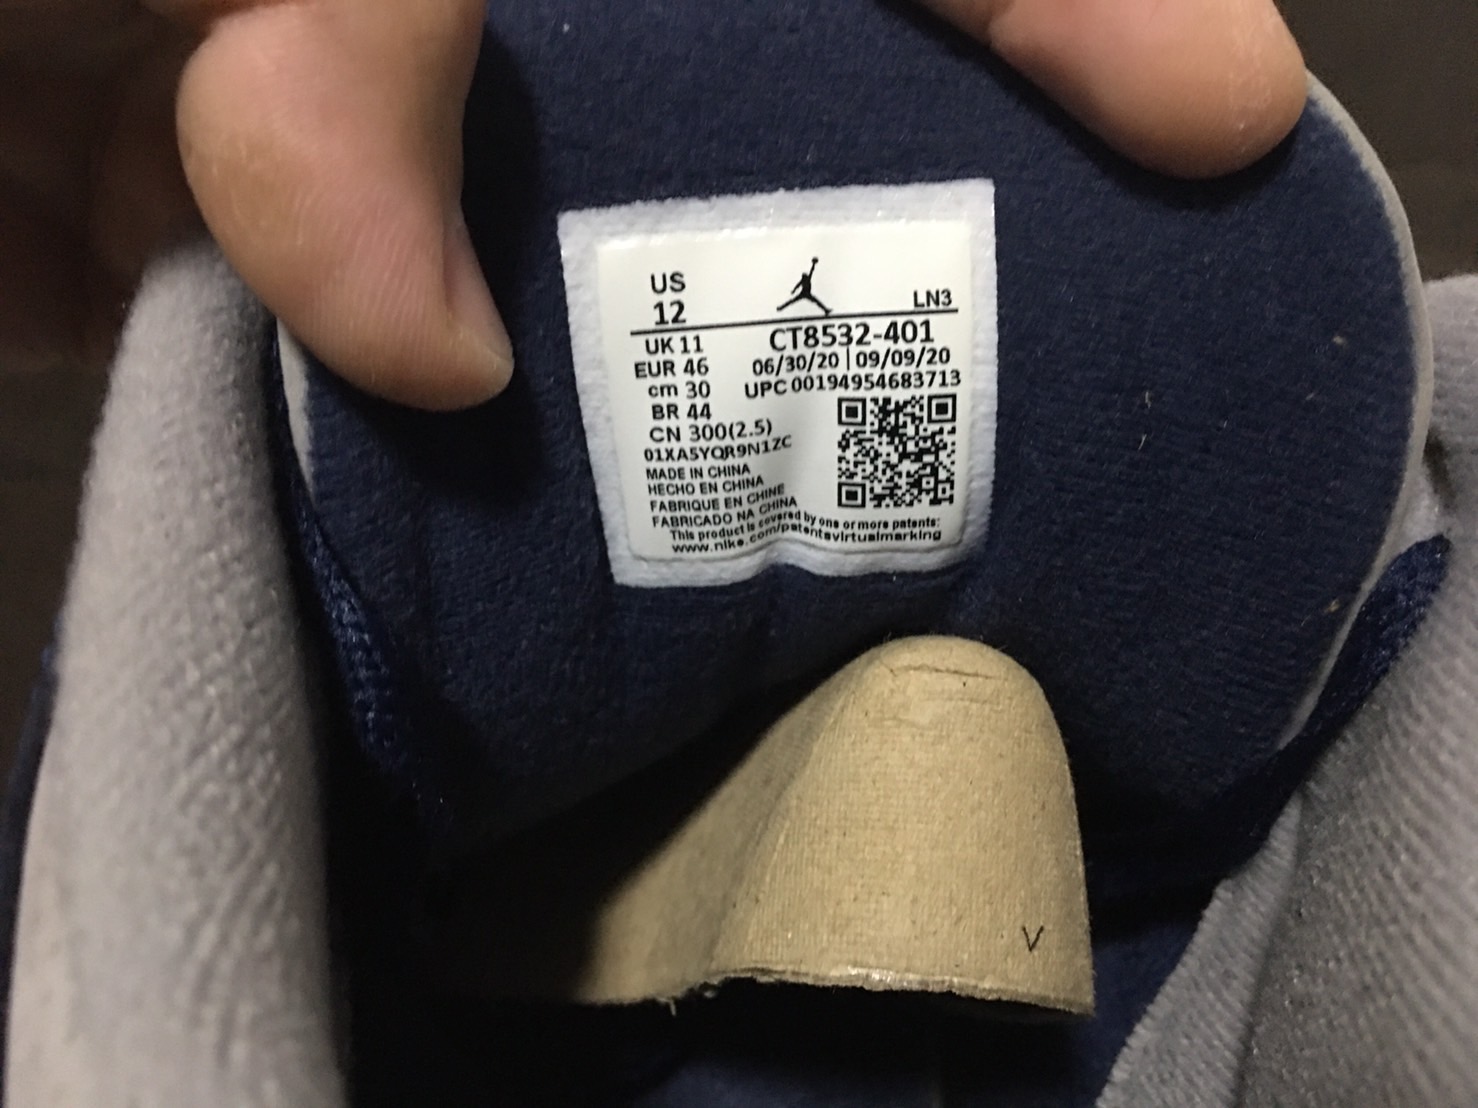 US
12
LN3
UK 11
CT8532-401
EUR 46
06/30/20 | 09/09/20
cm 30
UPC 00194954683713
BR 44
CN 300(2.5)
01XA5YQR9N1ZC
MADE IN CHINA
HECHO EN CHINA
FABRIQUE EN CHINE
FABRICADO NA CHINA
This product is covered by one or more patents:
www.nike.com/patentsvirtualmarking
V